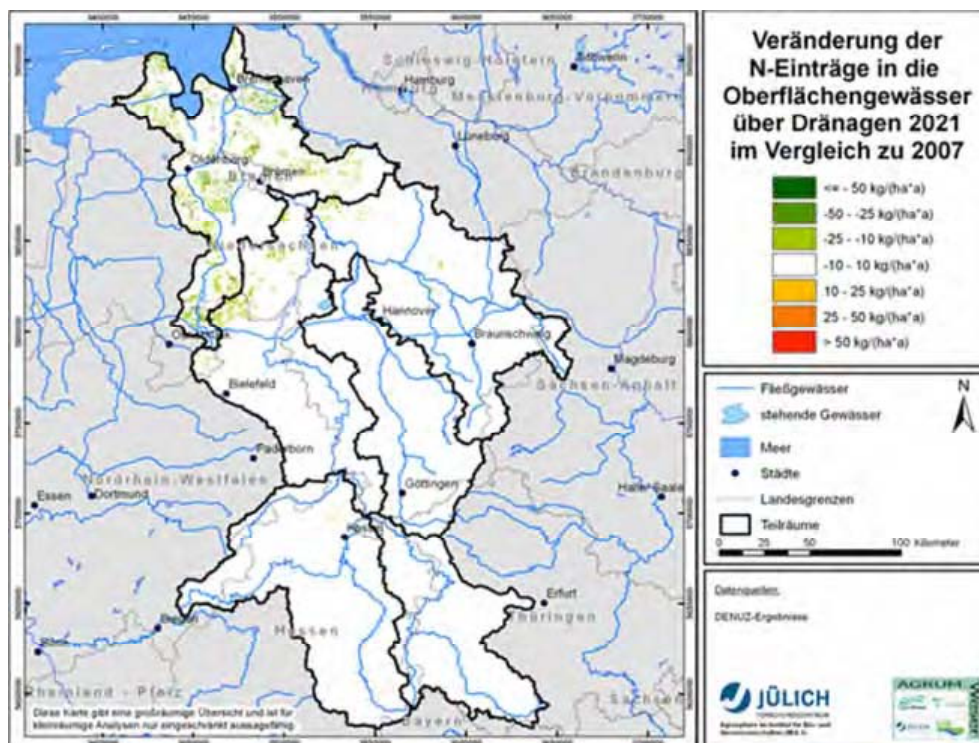 Veränderung der
N-Einträge in die
Oberflächengewässer
über Dränagen 2021
im Vergleich zu 2007
<= - 50 kg/(ha*a)
-50 - -25 kg/(ha*a)
-25 - -10 kg/(ha*a)
-10 - 10 kg/(ha*a)
10 - 25 kg/(ha*a)
25 - 50 kg/(ha*a)
> 50 kg/(ha*a)
Fließgewässer
stehende Gewässer
Meer
Städte
Landesgrenzen
Teilräume
N
0 25 50 100 Kilometer
Datenquellen:
DENUZ-Ergebnisse
JÜLICH
FORSCHUNGSZENTRUM
AGRUM
Schleswig-Holstein
Schwerin
Bremerhaven
Hamburg
Mecklenburg-Vorpommern
Lüneburg
Oldenburg
Bremen
Brandenburg
Niedersachsen
Hannover
Braunschweig
Magdeburg
Sachsen-Anhalt
Bielefeld
Paderborn
Nordrhein-Westfalen
Essen
Dortmund
Göttingen
Halle/Saale
Kassel
Erfurt
Thüringen
Hessen
Siegen
Rheinland - Pfalz
Bayern
Sachsen
Diese Karte gibt eine großräumige Übersicht und ist für
kleinräumige Analysen nur eingeschränkt aussagefähig.